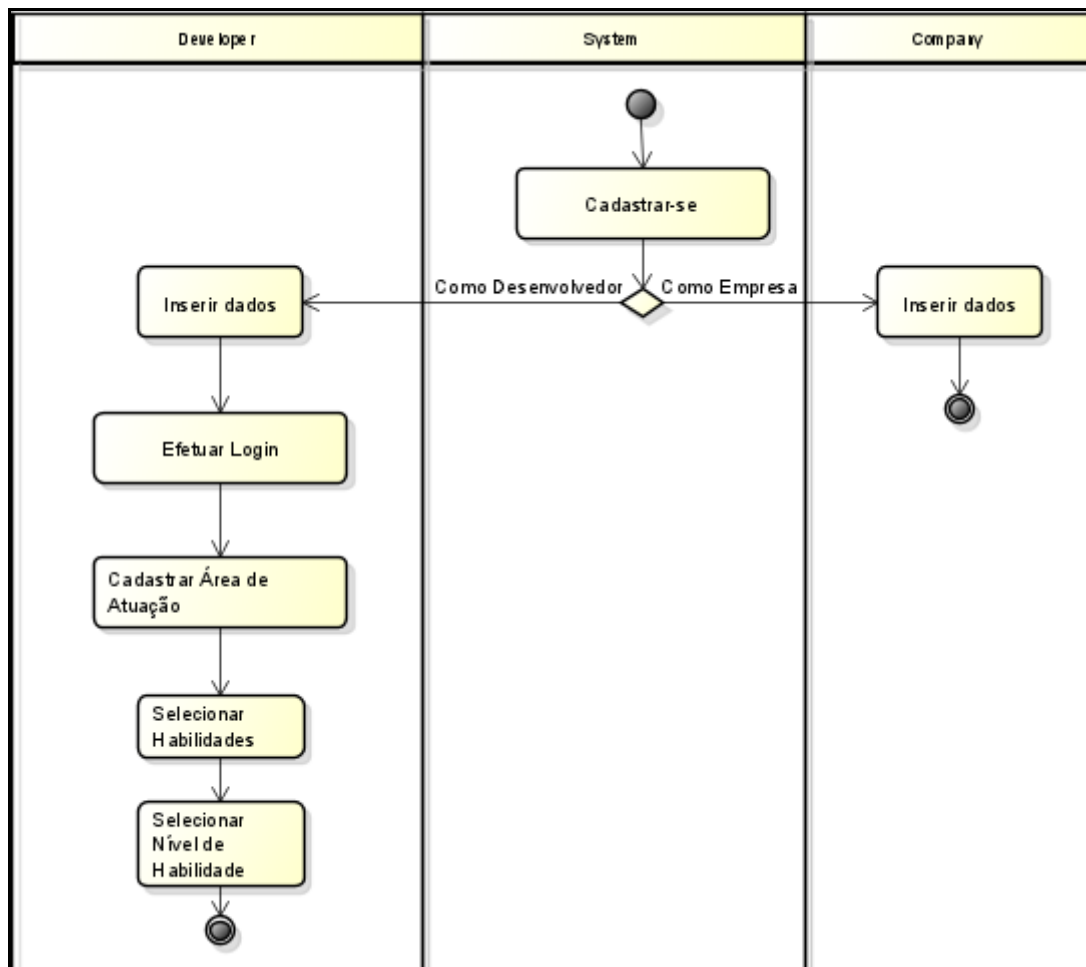 Developer
System
Company
Cadastrar-se
Como Desenvolvedor
Como Empresa
Inserir dados
Inserir dados
Efetuar Login
Cadastrar Área de
Atuação
Selecionar
Habilidades
Selecionar
Nível de
Habilidade